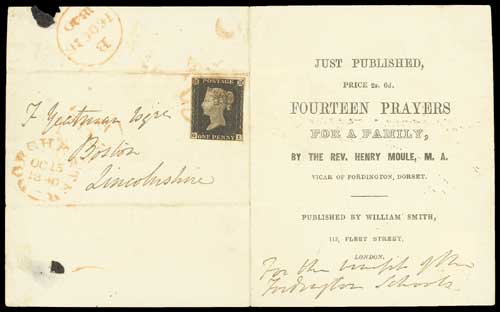 POSTAGE
ONE PENNY
F Yeatman Esqre
Boston
Lincolnshire
DORCHESTER
OC 15
1840
JUST PUBLISHED,
PRICE 2s. 6d.
FOURTEEN PRAYERS
FOR A FAMILY,
BY THE REV. HENRY MOULE, M. A.
VICAR OF FORDINGTON, DORSET.
PUBLISHED BY WILLIAM SMITH,
113, FLEET STREET,
LONDON.
For the benefit of the
Fordington Schools.